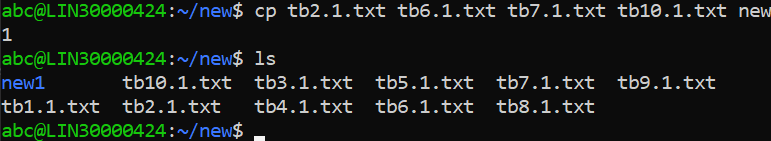 abc@LIN30000424:~/new$ cp tb2.1.txt tb6.1.txt tb7.1.txt tb10.1.txt new
1
abc@LIN30000424:~/new$ ls
new1 tb10.1.txt tb3.1.txt tb5.1.txt tb7.1.txt tb9.1.txt
tb1.1.txt tb2.1.txt tb4.1.txt tb6.1.txt tb8.1.txt
abc@LIN30000424:~/new$